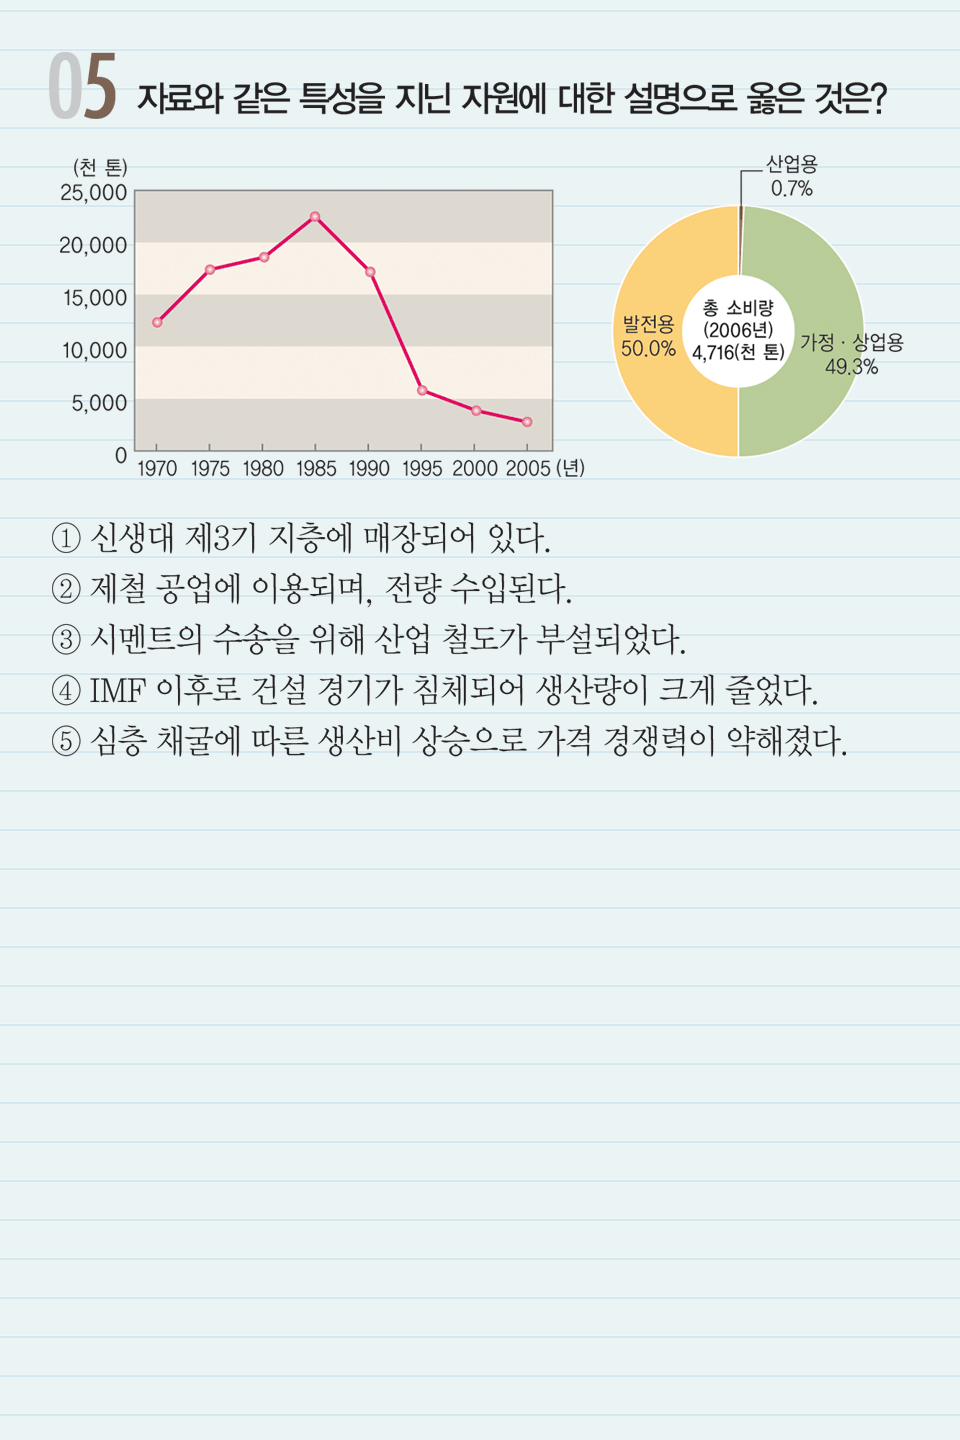 05 자료와 같은 특성을 지닌 자원에 대한 설명으로 옳은 것은?
(천 톤)
25,000
20,000
15,000
10,000
5,000
0
1970 1975 1980 1985 1990 1995 2000 2005 (년)
산업용
0.7%
발전용
50.0%
총 소비량
(2006년)
4,716(천 톤)
가정 · 상업용
49.3%
① 신생대 제3기 지층에 매장되어 있다.
② 제철 공업에 이용되며, 전량 수입된다.
③ 시멘트의 수송을 위해 산업 철도가 부설되었다.
④ IMF 이후로 건설 경기가 침체되어 생산량이 크게 줄었다.
⑤ 심층 채굴에 따른 생산비 상승으로 가격 경쟁력이 약해졌다.